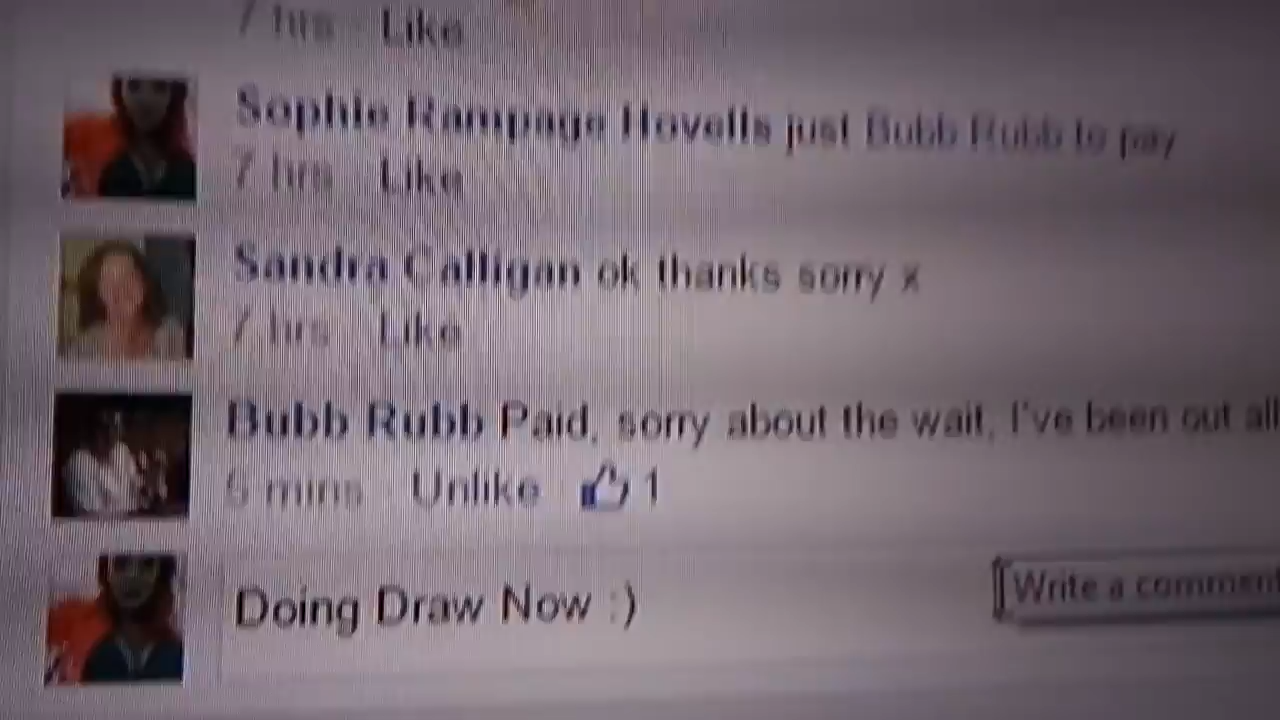 7 hrs Like
Sophie Rampage Hovells just Bubb Rubb to pay
7 hrs Like
Sandra Calligan ok thanks sorry x
7 hrs Like
Bubb Rubb Paid, sorry about the wait, I've been out all
5 mins Unlike 1
Doing Draw Now :)
Write a comment